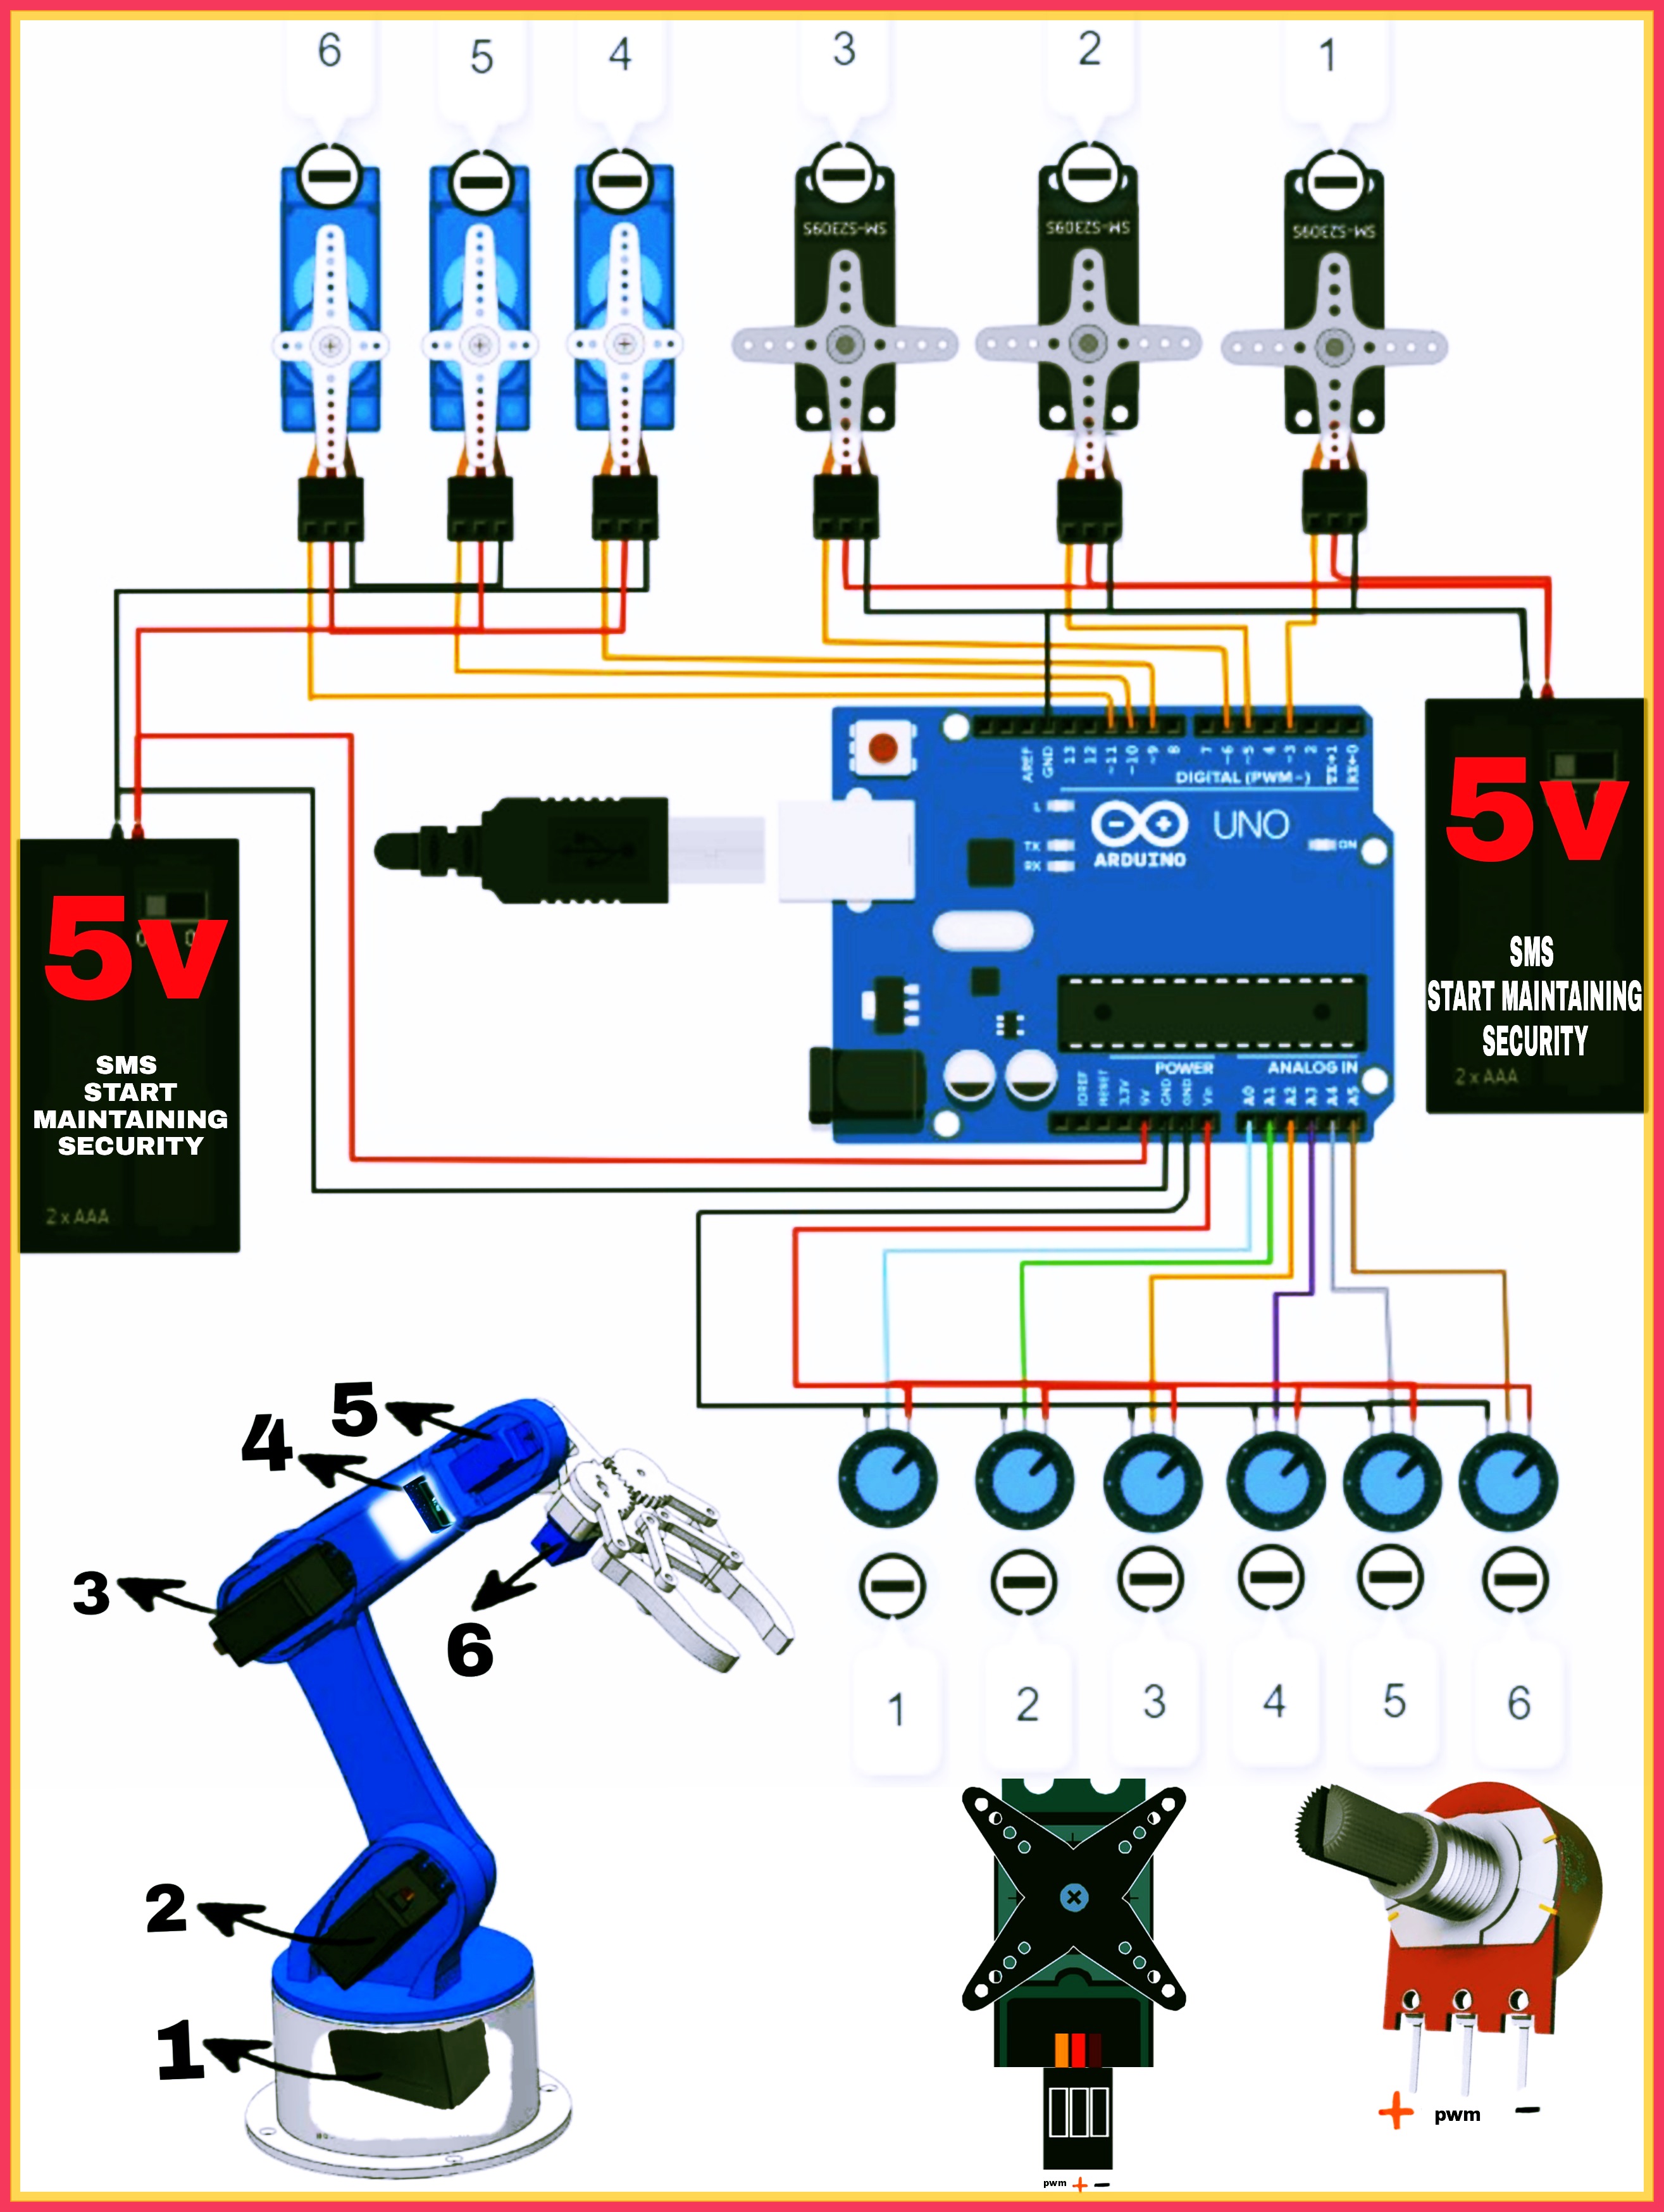 6
5
4
3
2
1
SM-S2309S
SM-S2309S
SM-S2309S
AREF
GND
13
12
~11
~10
~9
8
7
~6
~5
4
~3
2
TX→1
RX←0
DIGITAL (PWM~)
L
TX
RX
UNO
ON
ARDUINO
5v
SMS
START MAINTAINING
SECURITY
2 x AAA
5v
SMS
START
MAINTAINING
SECURITY
2 x AAA
POWER
ANALOG IN
IOREF
RESET
3.3V
5V
GND
GND
Vin
A0
A1
A2
A3
A4
A5
5
4
3
6
2
1
1
2
3
4
5
6
pwm + -
+ pwm -